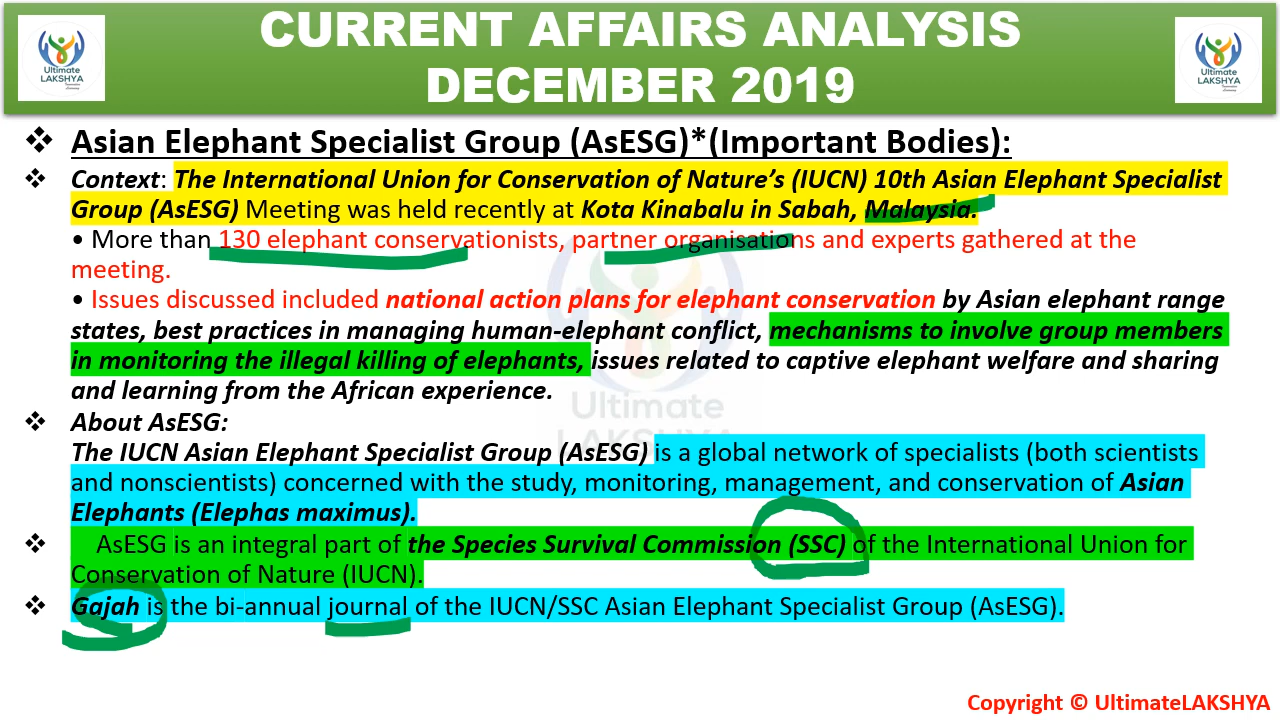 CURRENT AFFAIRS ANALYSIS
DECEMBER 2019
Ultimate
LAKSHYA
Ultimate
LAKSHYA
❖ Asian Elephant Specialist Group (AsESG)*(Important Bodies):
❖ Context: The International Union for Conservation of Nature’s (IUCN) 10th Asian Elephant Specialist
Group (AsESG) Meeting was held recently at Kota Kinabalu in Sabah, Malaysia.
• More than 130 elephant conservationists, partner organisations and experts gathered at the
meeting.
• Issues discussed included national action plans for elephant conservation by Asian elephant range
states, best practices in managing human-elephant conflict, mechanisms to involve group members
in monitoring the illegal killing of elephants, issues related to captive elephant welfare and sharing
and learning from the African experience.
Ultimate
LAKSHYA
❖ About AsESG:
The IUCN Asian Elephant Specialist Group (AsESG) is a global network of specialists (both scientists
and nonscientists) concerned with the study, monitoring, management, and conservation of Asian
Elephants (Elephas maximus).
❖ AsESG is an integral part of the Species Survival Commission (SSC) of the International Union for
Conservation of Nature (IUCN).
❖ Gajah is the bi-annual journal of the IUCN/SSC Asian Elephant Specialist Group (AsESG).
Copyright © UltimateLAKSHYA